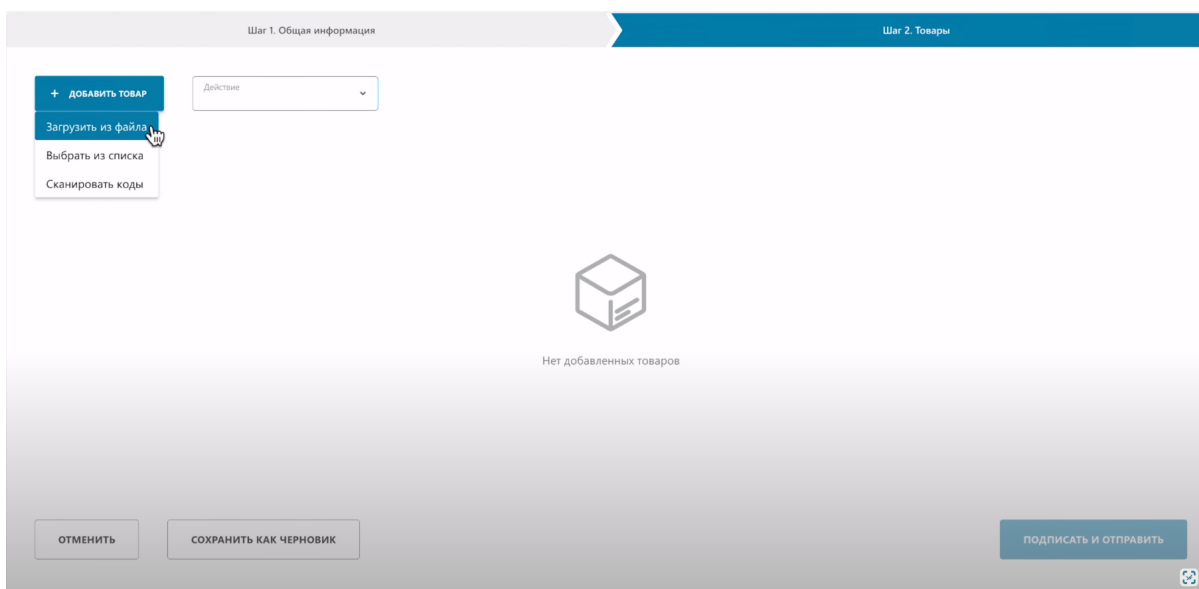 Шаг 1. Общая информация
Шаг 2. Товары
+ ДОБАВИТЬ ТОВАР
Действие
Загрузить из файла
Выбрать из списка
Сканировать коды
Нет добавленных товаров
ОТМЕНИТЬ
СОХРАНИТЬ КАК ЧЕРНОВИК
ПОДПИСАТЬ И ОТПРАВИТЬ